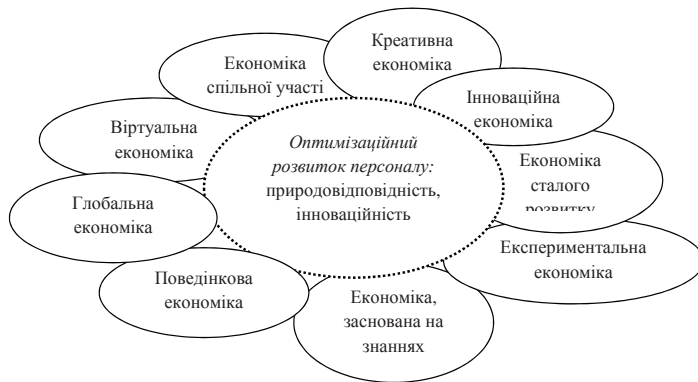 Креативна
економіка
Економіка
спільної участі
Інноваційна
економіка
Віртуальна
економіка
Оптимізаційний
розвиток персоналу:
природовідповідність,
інноваційність
Економіка
сталого
розвитку
Глобальна
економіка
Експериментальна
економіка
Поведінкова
економіка
Економіка,
заснована на
знаннях